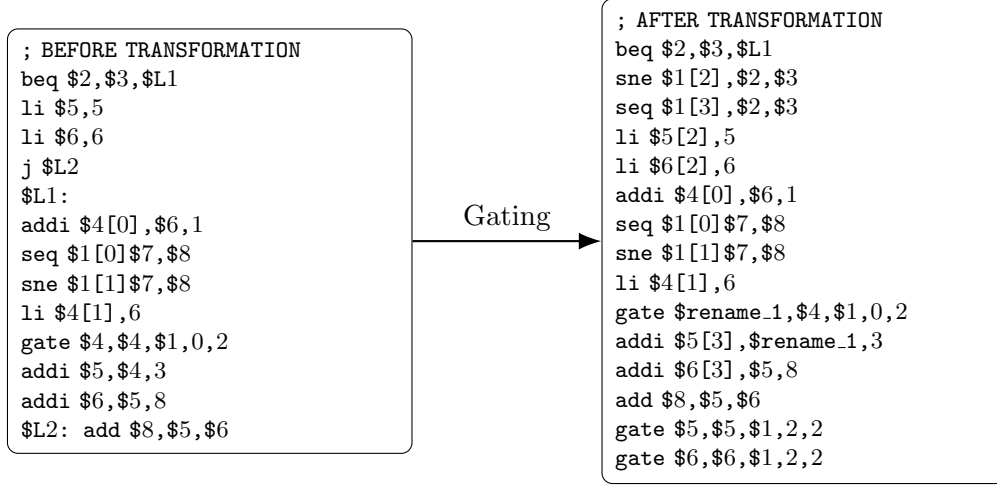 ; BEFORE TRANSFORMATION
beq $2,$3,$L1
li $5,5
li $6,6
j $L2
$L1:
addi $4[0],$6,1
seq $1[0]$7,$8
sne $1[1]$7,$8
li $4[1],6
gate $4,$4,$1,0,2
addi $5,$4,3
addi $6,$5,8
$L2: add $8,$5,$6
Gating
; AFTER TRANSFORMATION
beq $2,$3,$L1
sne $1[2],$2,$3
seq $1[3],$2,$3
li $5[2],5
li $6[2],6
addi $4[0],$6,1
seq $1[0]$7,$8
sne $1[1]$7,$8
li $4[1],6
gate $rename_1,$4,$1,0,2
addi $5[3],$rename_1,3
addi $6[3],$5,8
add $8,$5,$6
gate $5,$5,$1,2,2
gate $6,$6,$1,2,2